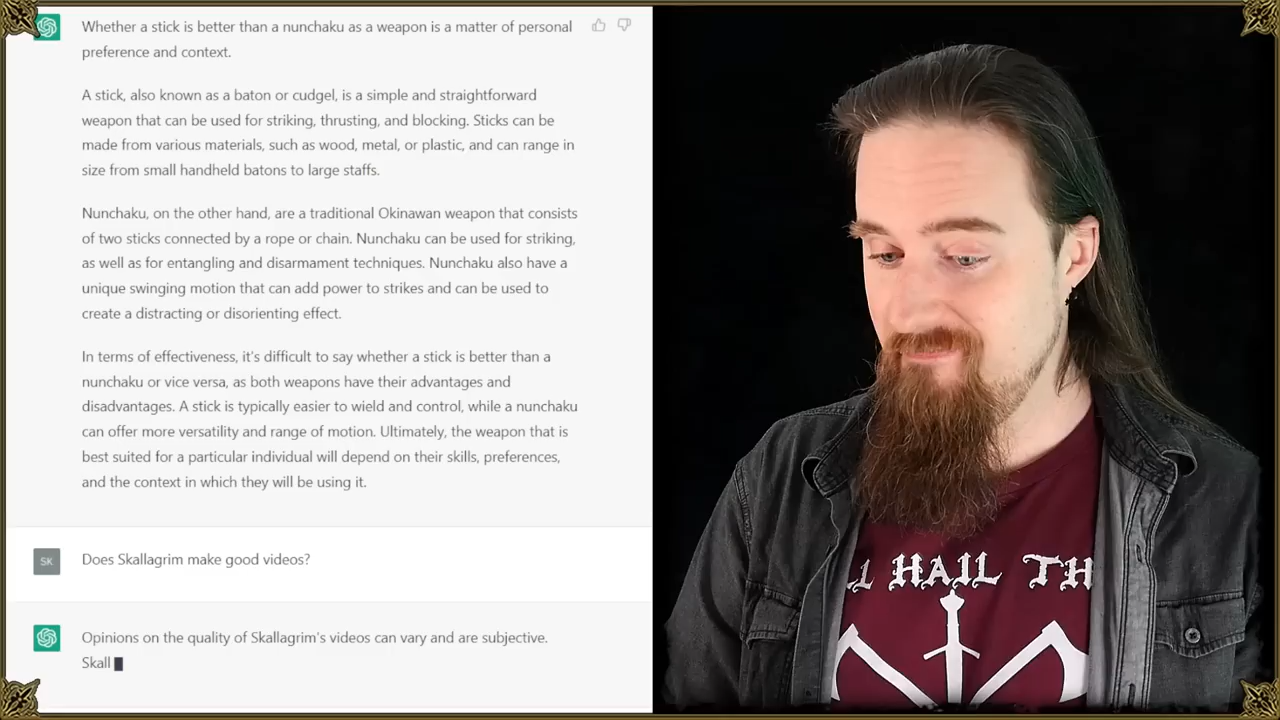 Whether a stick is better than a nunchaku as a weapon is a matter of personal
preference and context.
A stick, also known as a baton or cudgel, is a simple and straightforward
weapon that can be used for striking, thrusting, and blocking. Sticks can be
made from various materials, such as wood, metal, or plastic, and can range in
size from small handheld batons to large staffs.
Nunchaku, on the other hand, are a traditional Okinawan weapon that consists
of two sticks connected by a rope or chain. Nunchaku can be used for striking,
as well as for entangling and disarmament techniques. Nunchaku also have a
unique swinging motion that can add power to strikes and can be used to
create a distracting or disorienting effect.
In terms of effectiveness, it's difficult to say whether a stick is better than a
nunchaku or vice versa, as both weapons have their advantages and
disadvantages. A stick is typically easier to wield and control, while a nunchaku
can offer more versatility and range of motion. Ultimately, the weapon that is
best suited for a particular individual will depend on their skills, preferences,
and the context in which they will be using it.
SK
Does Skallagrim make good videos?
Opinions on the quality of Skallagrim's videos can vary and are subjective.
Skall
LL HAIL TH